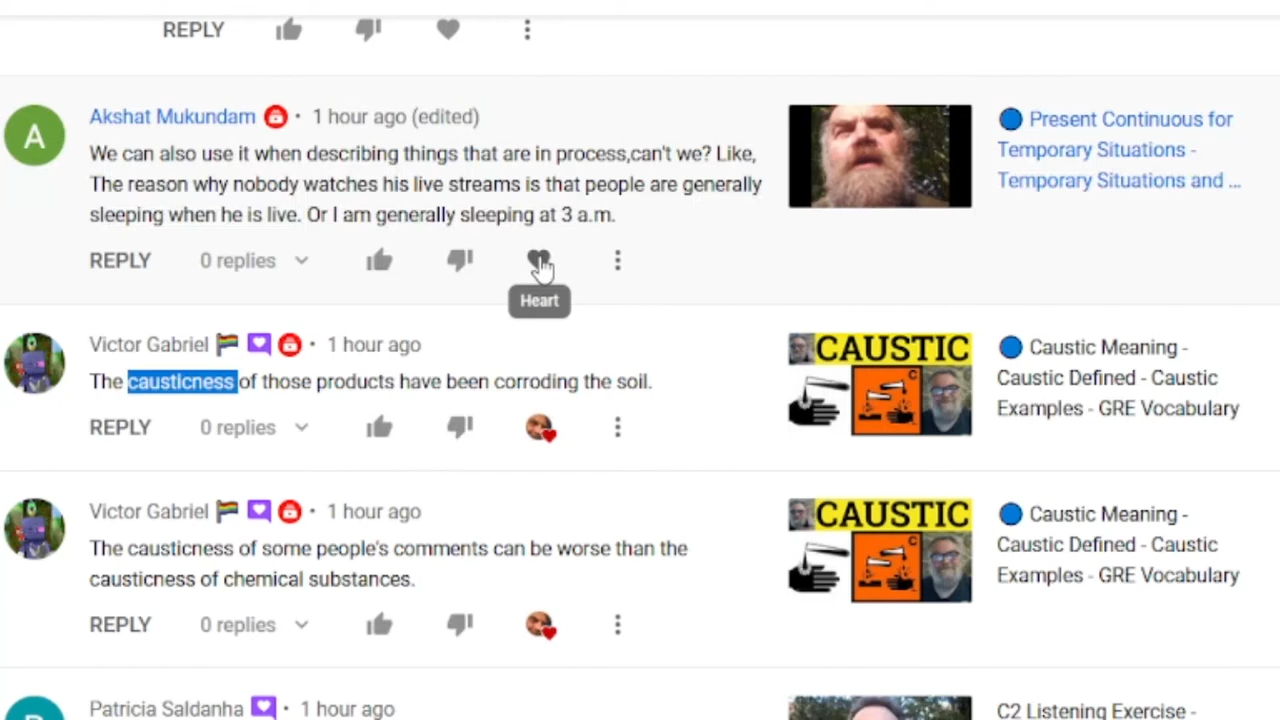 REPLY
Akshat Mukundam • 1 hour ago (edited)
We can also use it when describing things that are in process,can't we? Like,
The reason why nobody watches his live streams is that people are generally
sleeping when he is live. Or I am generally sleeping at 3 a.m.
REPLY 0 replies
Heart
A
Present Continuous for
Temporary Situations -
Temporary Situations and ...
Victor Gabriel • 1 hour ago
The causticness of those products have been corroding the soil.
REPLY 0 replies
CAUSTIC
C
Caustic Meaning -
Caustic Defined - Caustic
Examples - GRE Vocabulary
Victor Gabriel • 1 hour ago
The causticness of some people's comments can be worse than the
causticness of chemical substances.
REPLY 0 replies
CAUSTIC
C
Caustic Meaning -
Caustic Defined - Caustic
Examples - GRE Vocabulary
Patricia Saldanha • 1 hour ago
C2 Listening Exercise -